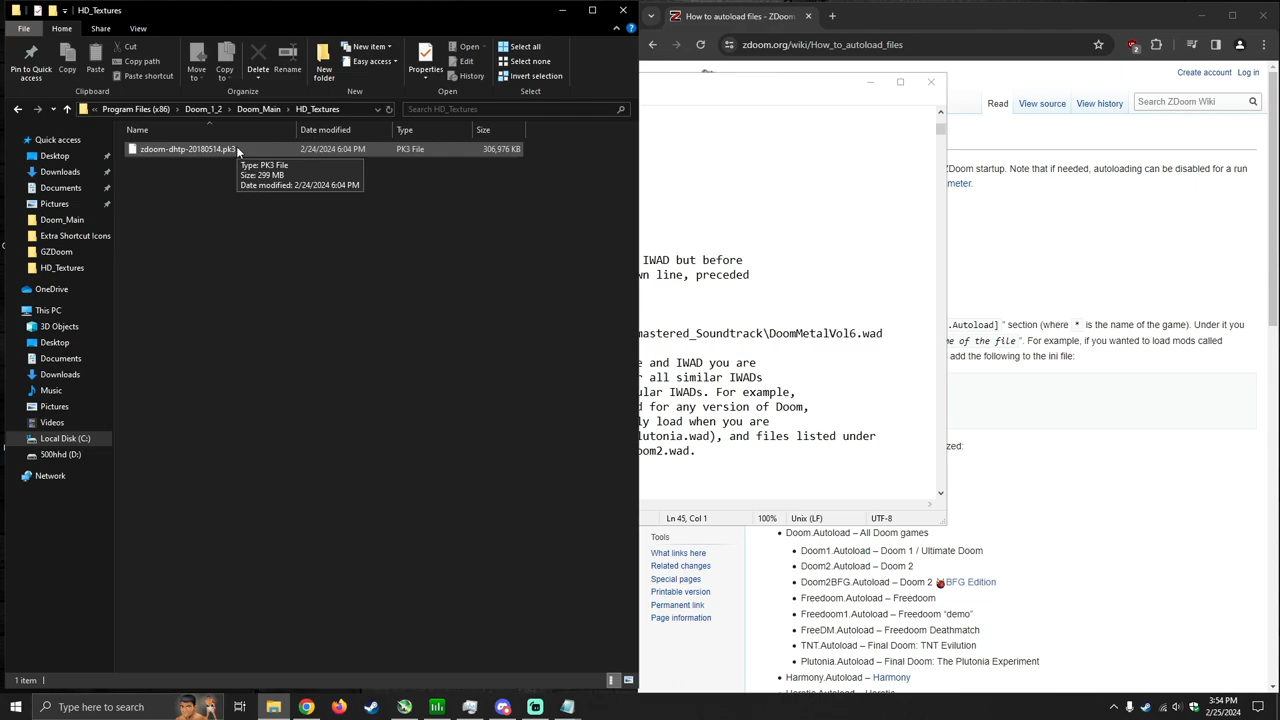 HD_Textures
File
Home
Share
View
Pin to Quick access
Copy
Paste
Cut
Copy path
Paste shortcut
Clipboard
Move to
Copy to
Delete
Rename
Organize
New folder
New item
Easy access
New
Properties
Open
Edit
History
Open
Select all
Select none
Invert selection
Select
« Program Files (x86) > Doom_1_2 > Doom_Main > HD_Textures
Search HD_Textures
Name
Date modified
Type
Size
zdoom-dhtp-20180514.pk3
2/24/2024 6:04 PM
PK3 File
306,976 KB
Type: PK3 File
Size: 299 MB
Date modified: 2/24/2024 6:04 PM
Quick access
Desktop
Downloads
Documents
Pictures
Doom_Main
Extra Shortcut Icons
GZDoom
HD_Textures
OneDrive
This PC
3D Objects
Desktop
Documents
Downloads
Music
Pictures
Videos
Local Disk (C:)
500hhd (D:)
Network
1 item
IWAD but before
wn line, preceded
mastered_Soundtrack\DoomMetalVol6.wad
e and IWAD you are
r all similar IWADs
ular IWADs. For example,
d for any version of Doom,
ly load when you are
lutonia.wad), and files listed under
oom2.wad.
Ln 45, Col 1
100%
Unix (LF)
UTF-8
How to autoload files - ZDoom
zdoom.org/wiki/How_to_autoload_files
2
Create account
Log in
Read
View source
View history
Search ZDoom Wiki
ZDoom startup. Note that if needed, autoloading can be disabled for a run
meter.
.Autoload]" section (where * is the name of the game). Under it you
me of the file". For example, if you wanted to load mods called
add the following to the ini file:
zed:
Tools
What links here
Related changes
Special pages
Printable version
Permanent link
Page information
Doom.Autoload – All Doom games
Doom1.Autoload – Doom 1 / Ultimate Doom
Doom2.Autoload – Doom 2
Doom2BFG.Autoload – Doom 2 BFG Edition
Freedoom.Autoload – Freedoom
Freedoom1.Autoload – Freedoom "demo"
FreeDM.Autoload – Freedoom Deathmatch
TNT.Autoload – Final Doom: TNT Evilution
Plutonia.Autoload – Final Doom: The Plutonia Experiment
Harmony.Autoload – Harmony
Type here to search
3:54 PM
2/25/2024